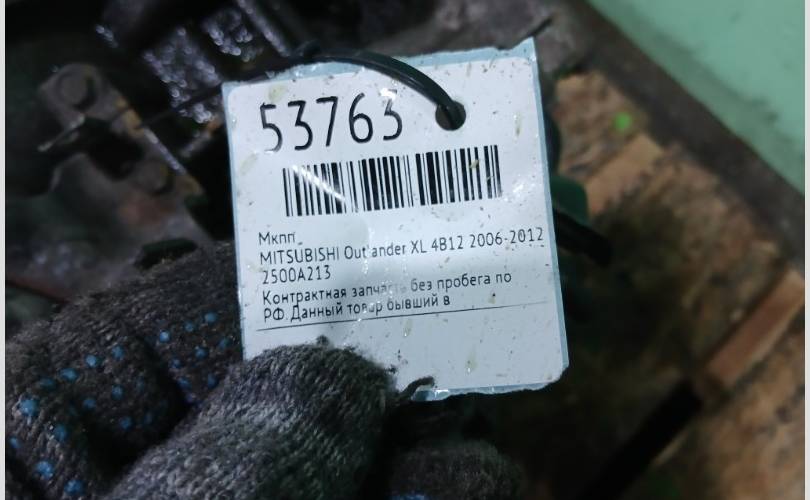 53763
Мкпп
MITSUBISHI Outlander XL 4B12 2006-2012
2500A213
Контрактная запчасть без пробега по
РФ. Данный товар бывший в